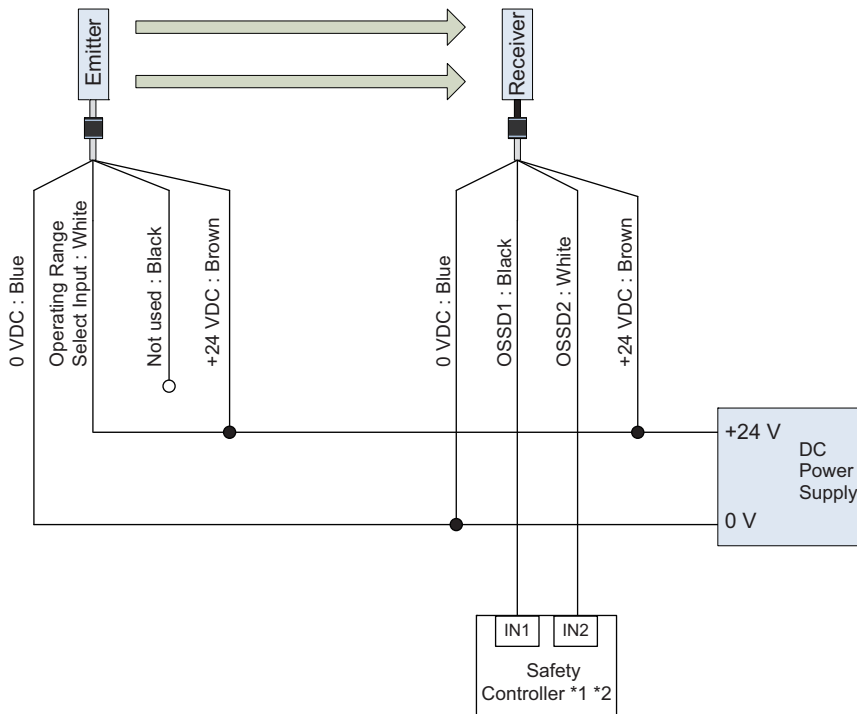 Emitter
Receiver
0 VDC : Blue
Operating Range
Select Input : White
Not used : Black
+24 VDC : Brown
0 VDC : Blue
OSSD1 : Black
OSSD2 : White
+24 VDC : Brown
+24 V
DC
Power
Supply
0 V
IN1
IN2
Safety
Controller *1 *2